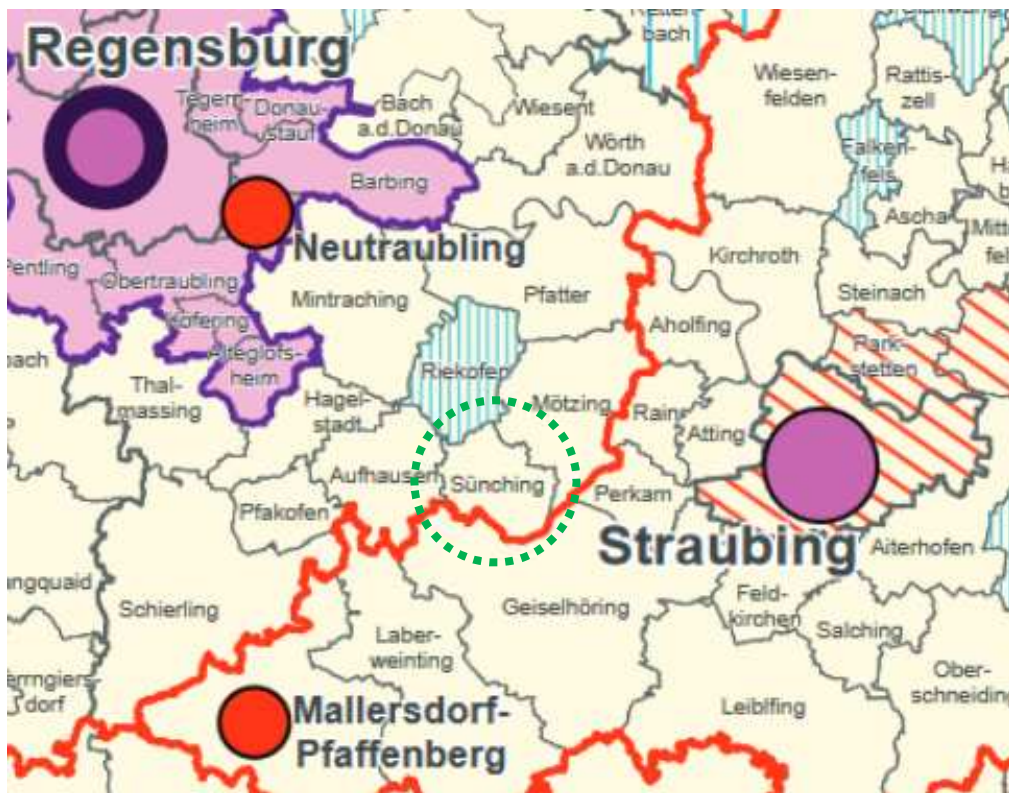 Regensburg
bach
Wiesen-
felden
Rattis-
zell
Tegern-
heim
Donau-
stauf
Bach
a.d.Donau
Wiesent
Wörth
a.d.Donau
Falken-
fels
Barbing
Ascha
Neutraubling
Kirchroth
Pentling
Obertraubling
Mintraching
Pfatter
Steinach
Köfering
Aholfing
Park-
stetten
Alteglofs-
heim
Riekofen
Thal-
massing
Hagel-
stadt
Mötzing
Rain
Atting
Aufhausen
Sünching
Perkam
Pfakofen
Straubing
Aiterhofen
Schierling
Geiselhöring
Feld-
kirchen
Salching
Laber-
weinting
Ober-
schneiding
Leiblfing
Mallersdorf-
Pfaffenberg